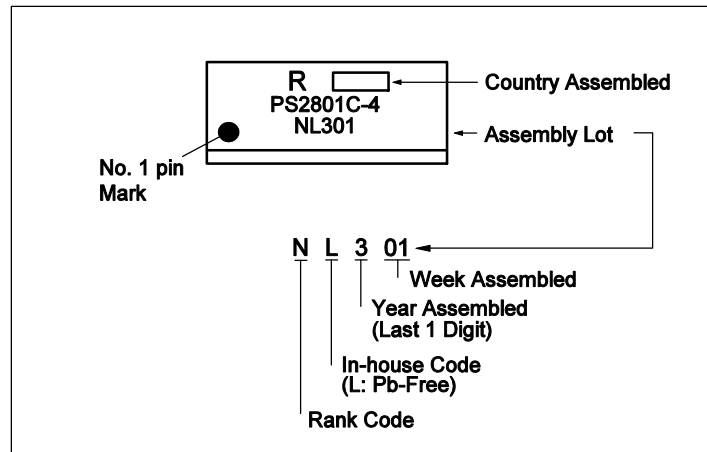 R
Country Assembled
PS2801C-4
NL301
Assembly Lot
No. 1 pin
Mark
N L 3 01
Week Assembled
Year Assembled
(Last 1 Digit)
In-house Code
(L: Pb-Free)
Rank Code